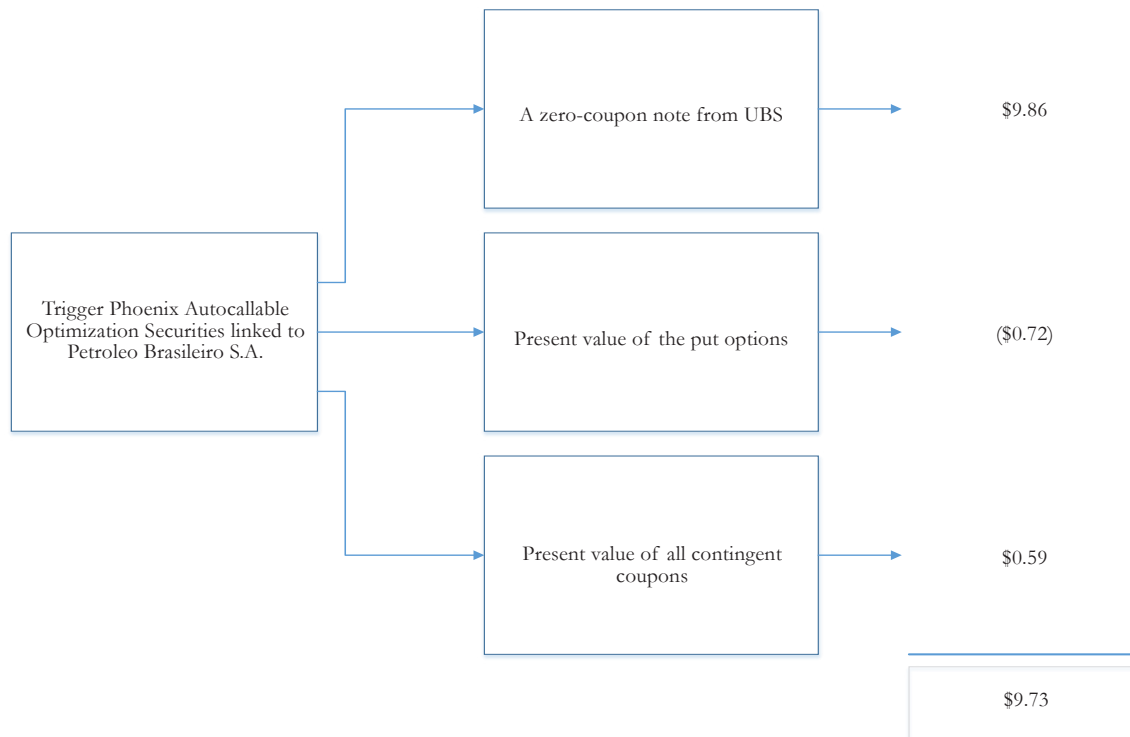 A zero-coupon note from UBS
$9.86
Trigger Phoenix Autocallable
Optimization Securities linked to
Petroleo Brasileiro S.A.
Present value of the put options
($0.72)
Present value of all contingent
coupons
$0.59
$9.73